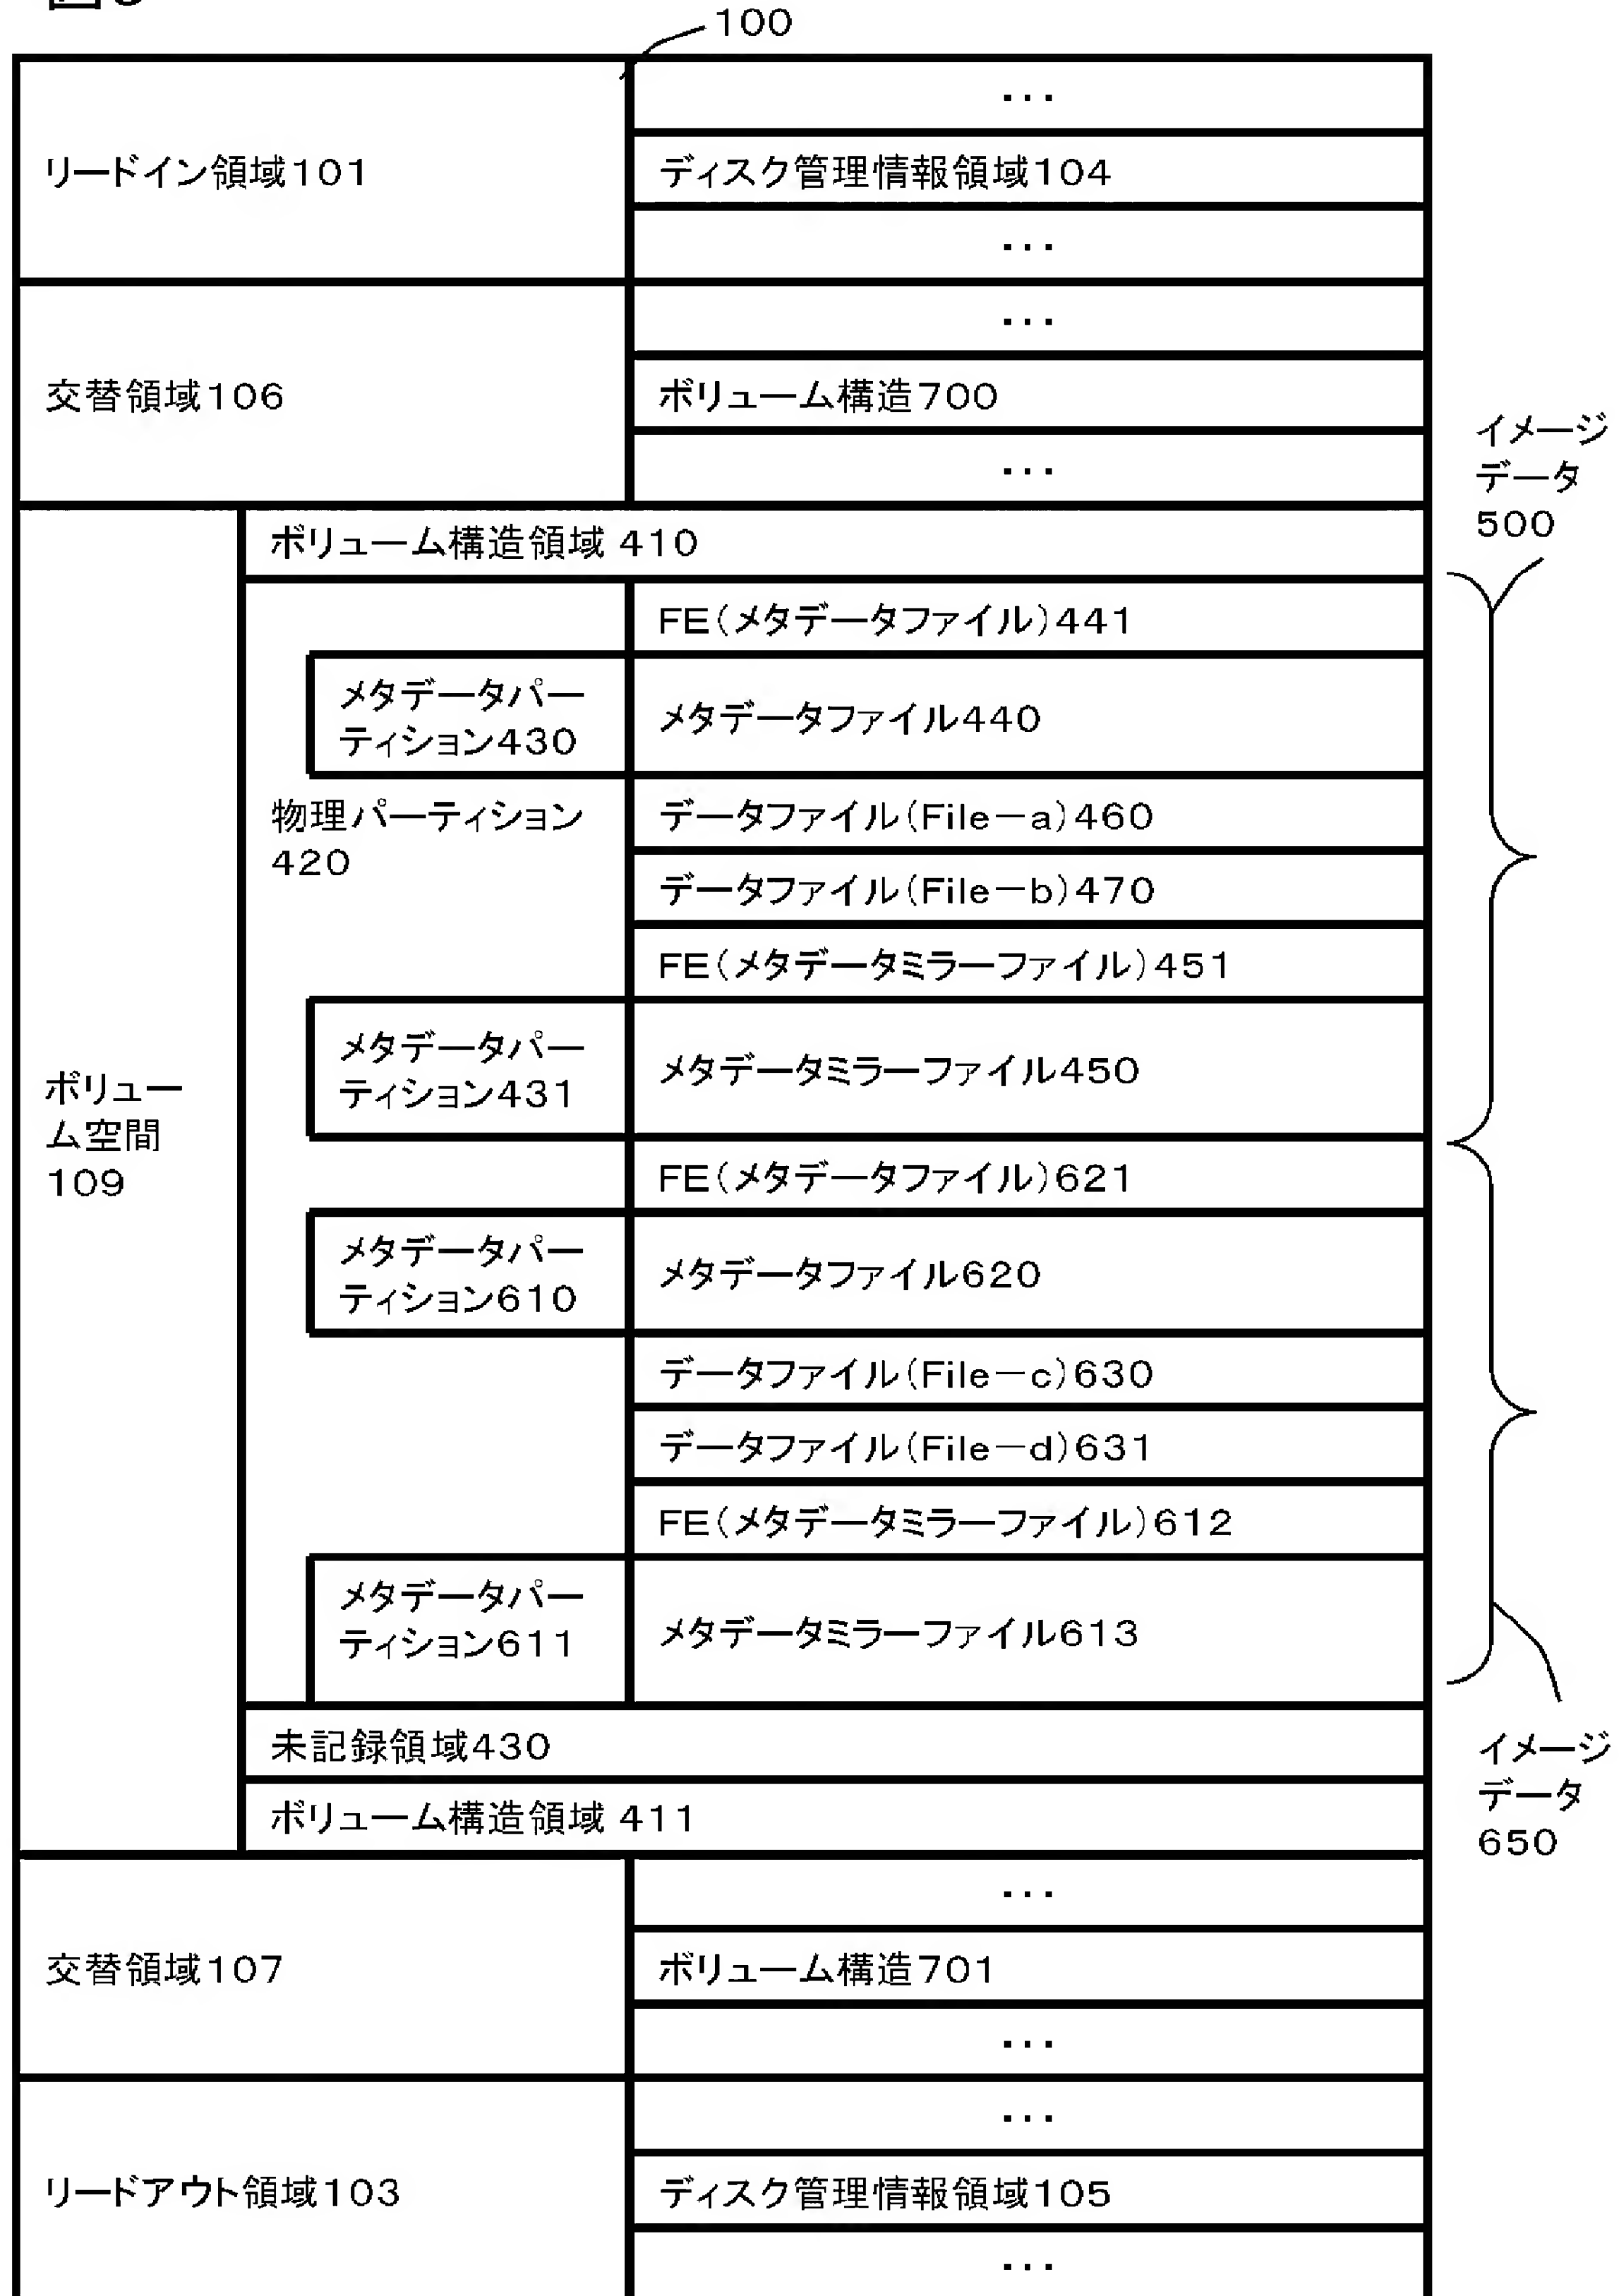 100
・・・
リードイン領域101
ディスク管理情報領域104
・・・
・・・
交替領域106
ボリューム構造700
・・・
イメージ
データ
500
ボリューム構造領域 410
FE(メタデータファイル)441
メタデータパー
ティション430
メタデータファイル440
物理パーティション
420
データファイル(File－a)460
データファイル(File－b)470
FE(メタデータミラーファイル)451
メタデータパー
ティション431
メタデータミラーファイル450
ボリュー
ム空間
109
FE(メタデータファイル)621
メタデータパー
ティション610
メタデータファイル620
データファイル(File－c)630
データファイル(File－d)631
FE(メタデータミラーファイル)612
メタデータパー
ティション611
メタデータミラーファイル613
未記録領域430
ボリューム構造領域 411
イメージ
データ
650
・・・
交替領域107
ボリューム構造701
・・・
・・・
リードアウト領域103
ディスク管理情報領域105
・・・